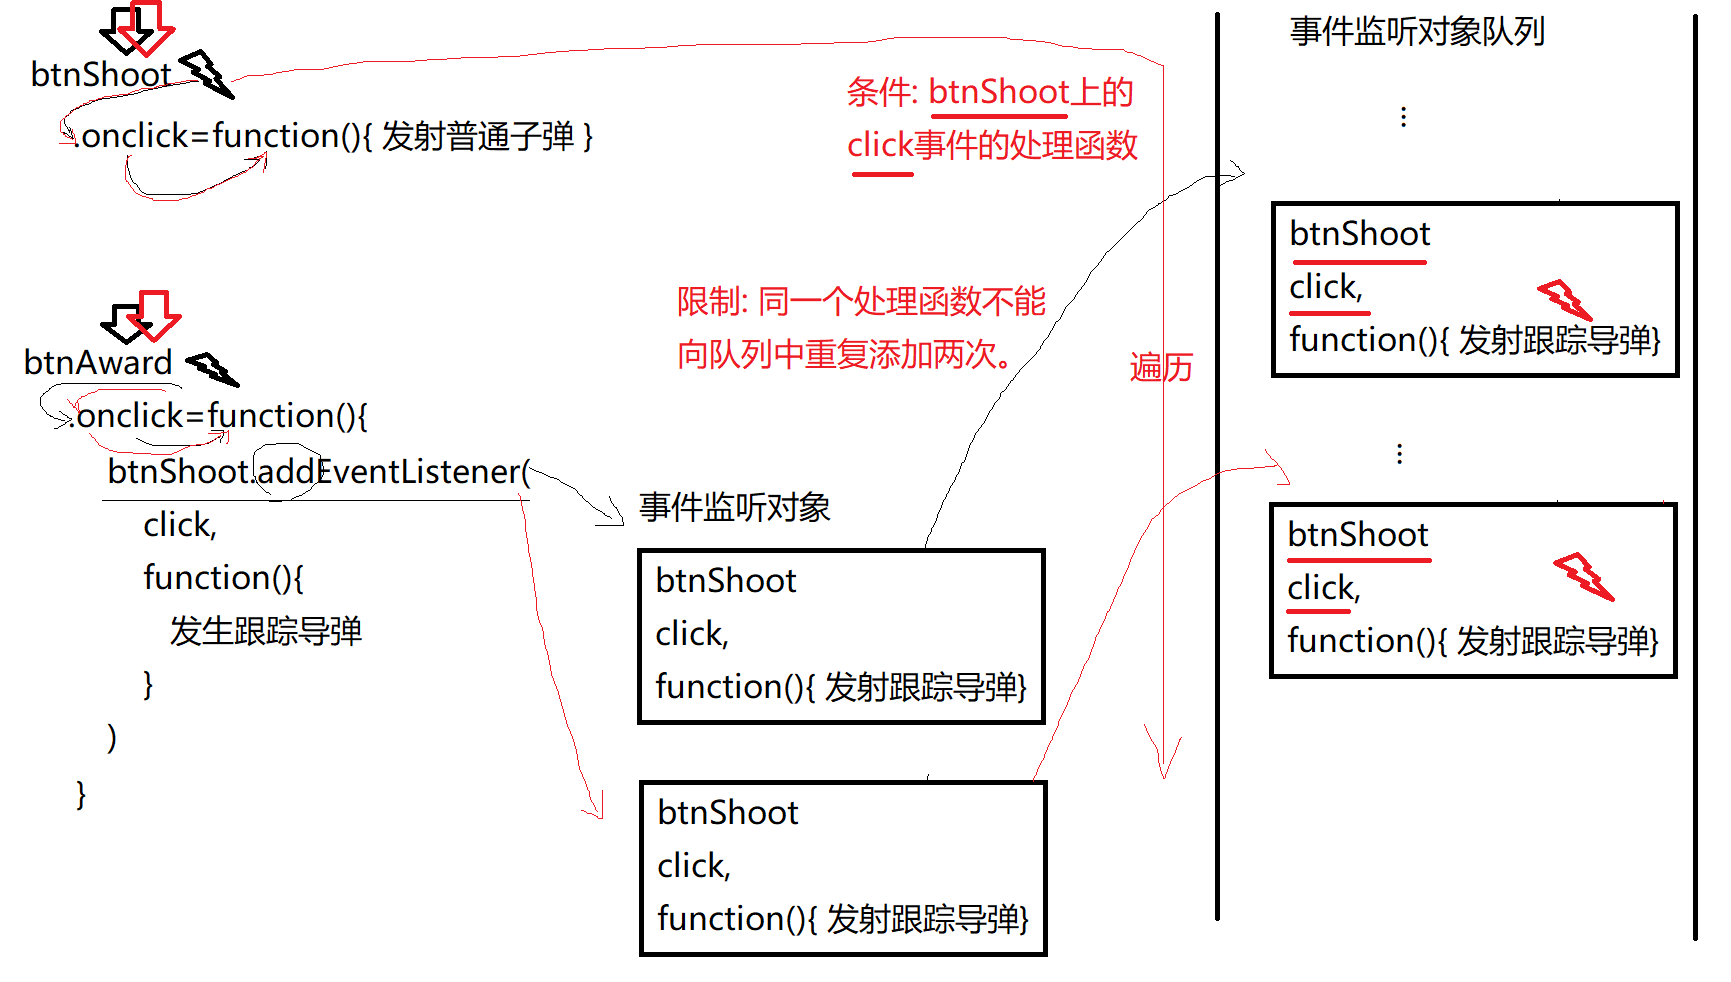 btnShoot
.onclick=function(){ 发射普通子弹 }
条件: btnShoot上的
click事件的处理函数
限制: 同一个处理函数不能
向队列中重复添加两次。
遍历
btnAward
.onclick=function(){
btnShoot.addEventListener(
click,
function(){
发生跟踪导弹
}
)
}
事件监听对象
btnShoot
click,
function(){ 发射跟踪导弹}
btnShoot
click,
function(){ 发射跟踪导弹}
事件监听对象队列
...
btnShoot
click,
function(){ 发射跟踪导弹}
...
btnShoot
click,
function(){ 发射跟踪导弹}